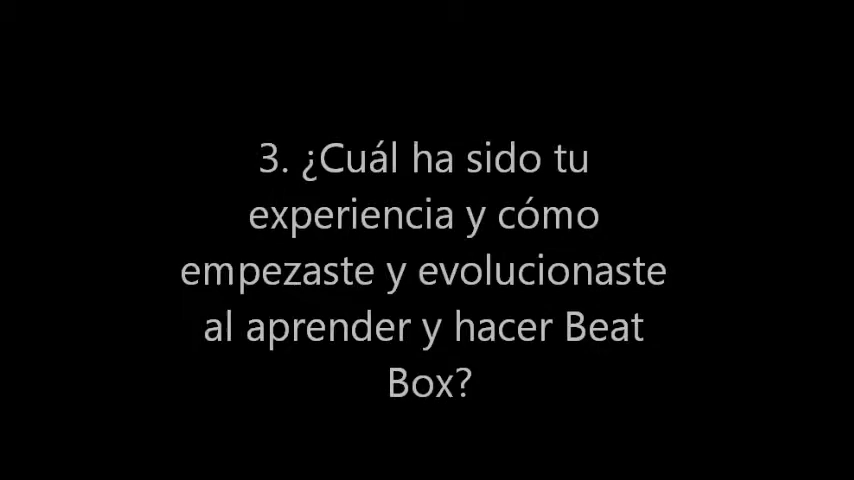 3. ¿Cuál ha sido tu
experiencia y cómo
empezaste y evolucionaste
al aprender y hacer Beat
Box?